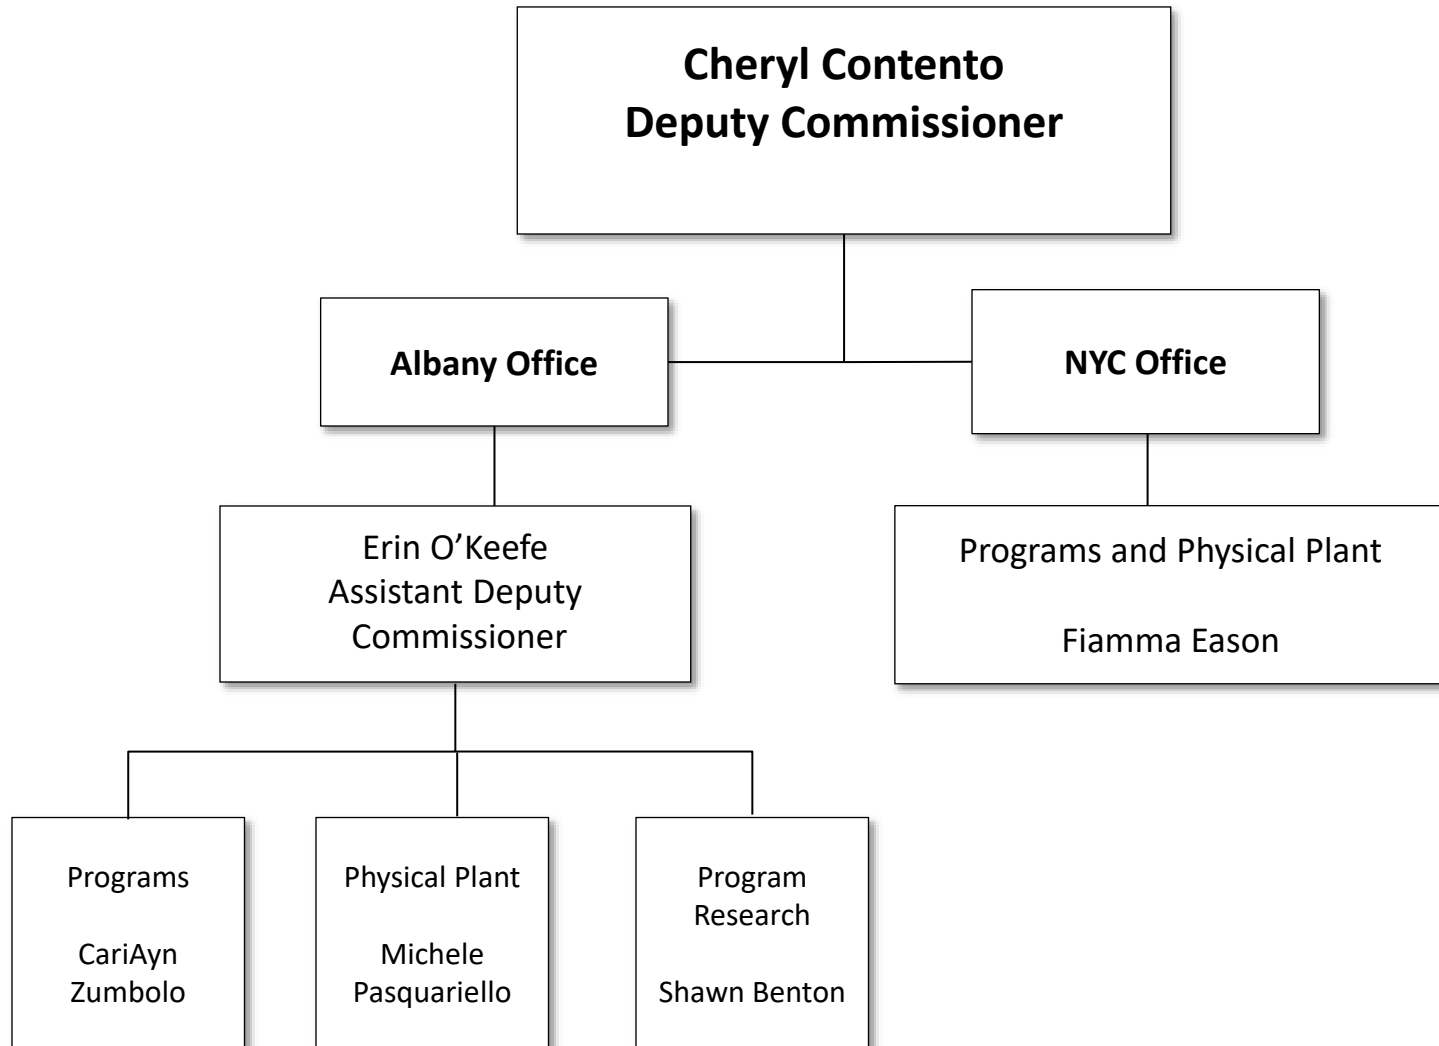 Cheryl Contento
Deputy Commissioner
Albany Office
NYC Office
Erin O’Keefe
Assistant Deputy
Commissioner
Programs and Physical Plant
Fiamma Eason
Programs
CariAyn
Zumbolo
Physical Plant
Michele
Pasquariello
Program
Research
Shawn Benton